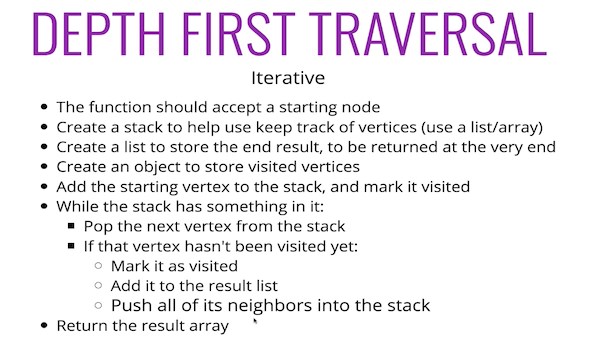 DEPTH FIRST TRAVERSAL
Iterative
• The function should accept a starting node
• Create a stack to help use keep track of vertices (use a list/array)
• Create a list to store the end result, to be returned at the very end
• Create an object to store visited vertices
• Add the starting vertex to the stack, and mark it visited
• While the stack has something in it:
▪ Pop the next vertex from the stack
▪ If that vertex hasn't been visited yet:
○ Mark it as visited
○ Add it to the result list
○ Push all of its neighbors into the stack
• Return the result array